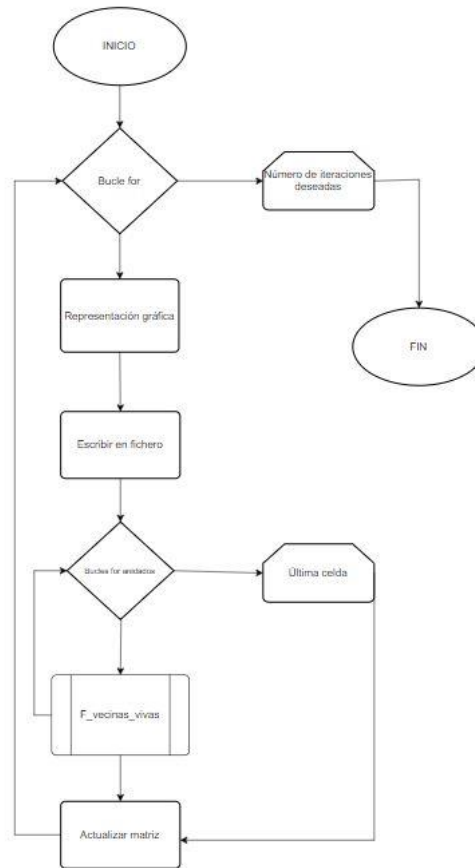 INICIO
Bucle for
Número de iteraciones
deseadas
Representación gráfica
FIN
Escribir en fichero
Bucles for anidados
Última celda
F_vecinas_vivas
Actualizar matriz